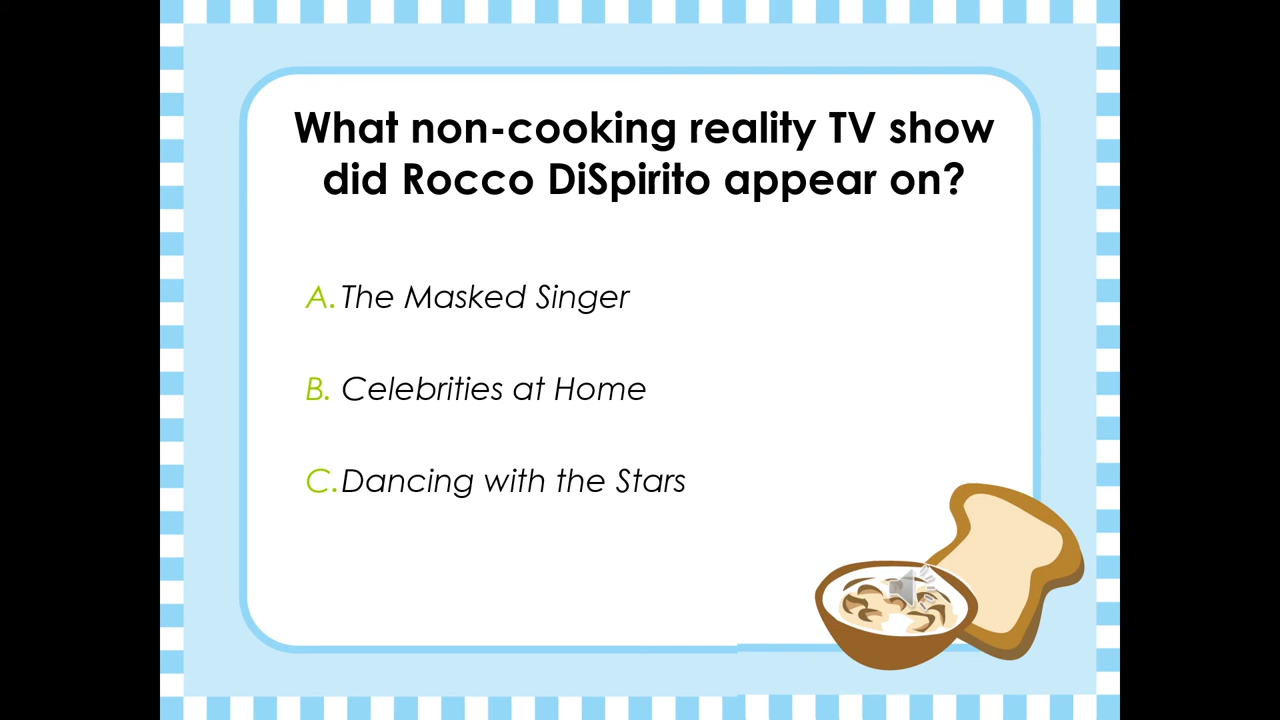 What non-cooking reality TV show
did Rocco DiSpirito appear on?
A. The Masked Singer
B. Celebrities at Home
C. Dancing with the Stars